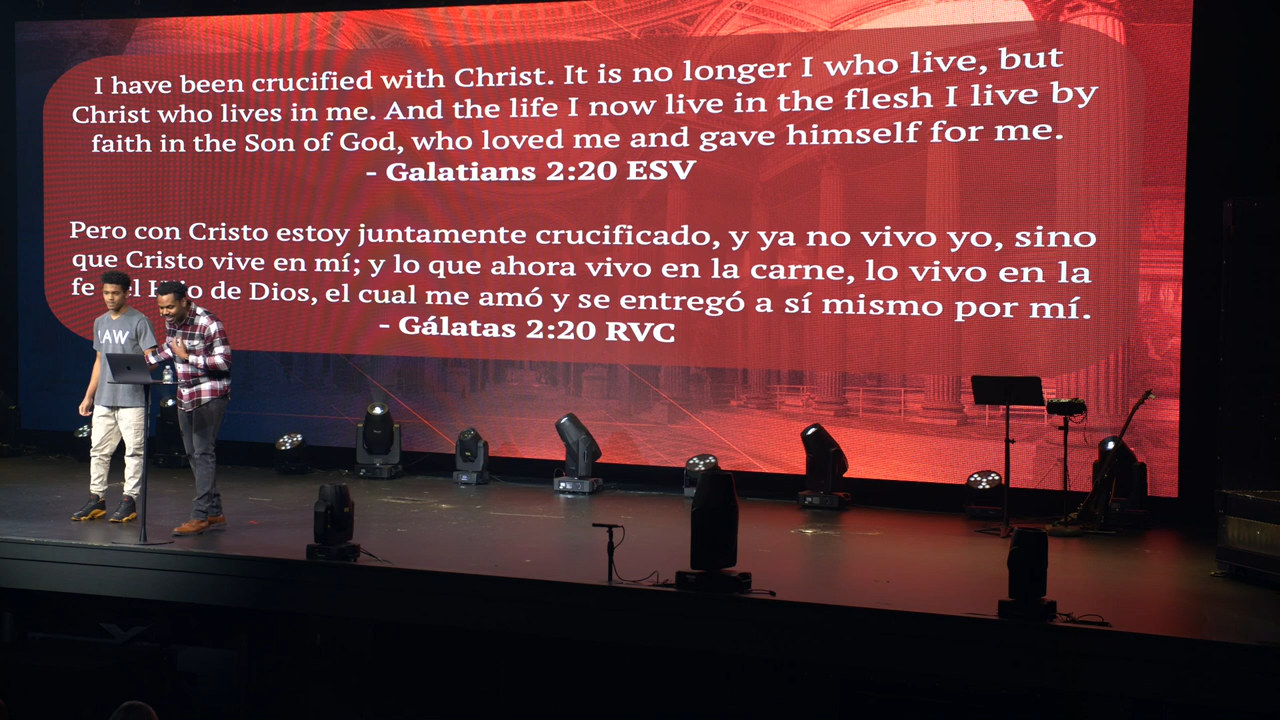 I have been crucified with Christ. It is no longer I who live, but
Christ who lives in me. And the life I now live in the flesh I live by
faith in the Son of God, who loved me and gave himself for me.
- Galatians 2:20 ESV
Pero con Cristo estoy juntamente crucificado, y ya no vivo yo, sino
que Cristo vive en mí; y lo que ahora vivo en la carne, lo vivo en la
fe de Dios, el cual me amó y se entregó a sí mismo por mí.
- Gálatas 2:20 RVC
LAW